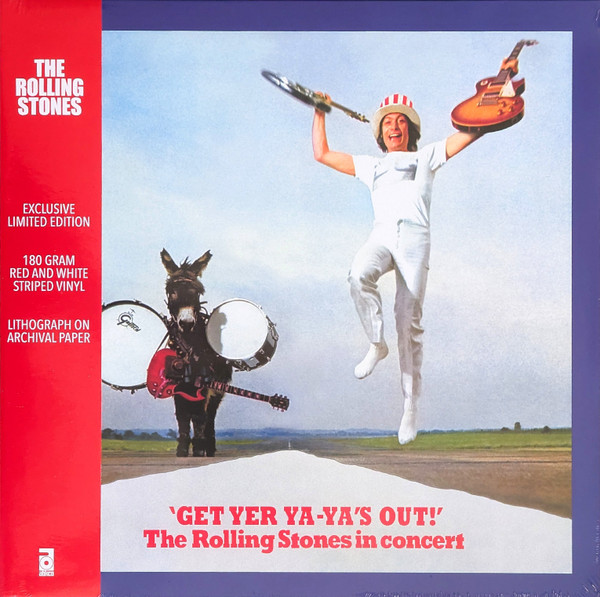 THE
ROLLING
STONES
EXCLUSIVE
LIMITED EDITION
180 GRAM
RED AND WHITE
STRIPED VINYL
LITHOGRAPH ON
ARCHIVAL PAPER
GRETSCH
'GET YER YA-YA'S OUT!'
The Rolling Stones in concert